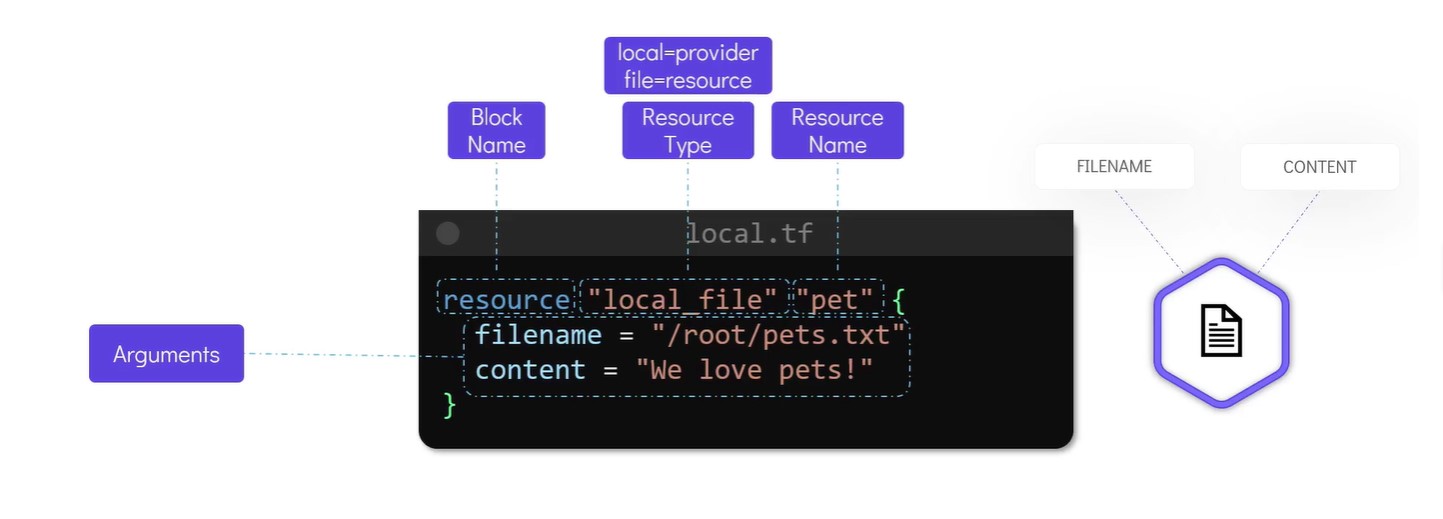 local=provider
file=resource
Block
Name
Resource
Type
Resource
Name
FILENAME
CONTENT
local.tf
resource "local_file" "pet" {
filename = "/root/pets.txt"
content = "We love pets!"
}
Arguments